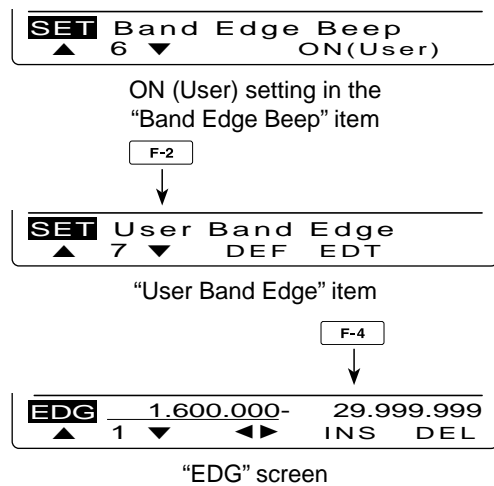 SET Band Edge Beep
▲ 6 ▼ ON(User)
ON (User) setting in the
“Band Edge Beep” item
F-2
SET User Band Edge
▲ 7 ▼ DEF EDT
“User Band Edge” item
F-4
EDG 1.600.000- 29.999.999
▲ 1 ▼ ◀▶ INS DEL
“EDG” screen